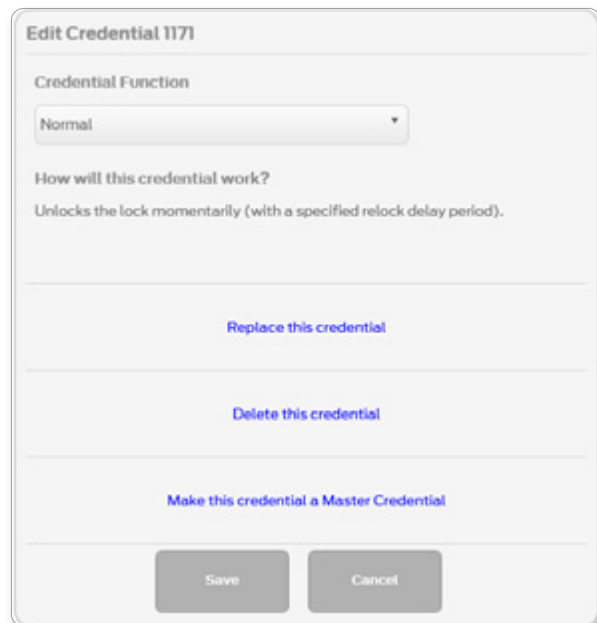 Edit Credential 1171
Credential Function
Normal
How will this credential work?
Unlocks the lock momentarily (with a specified relock delay period).
Replace this credential
Delete this credential
Make this credential a Master Credential
Save Cancel